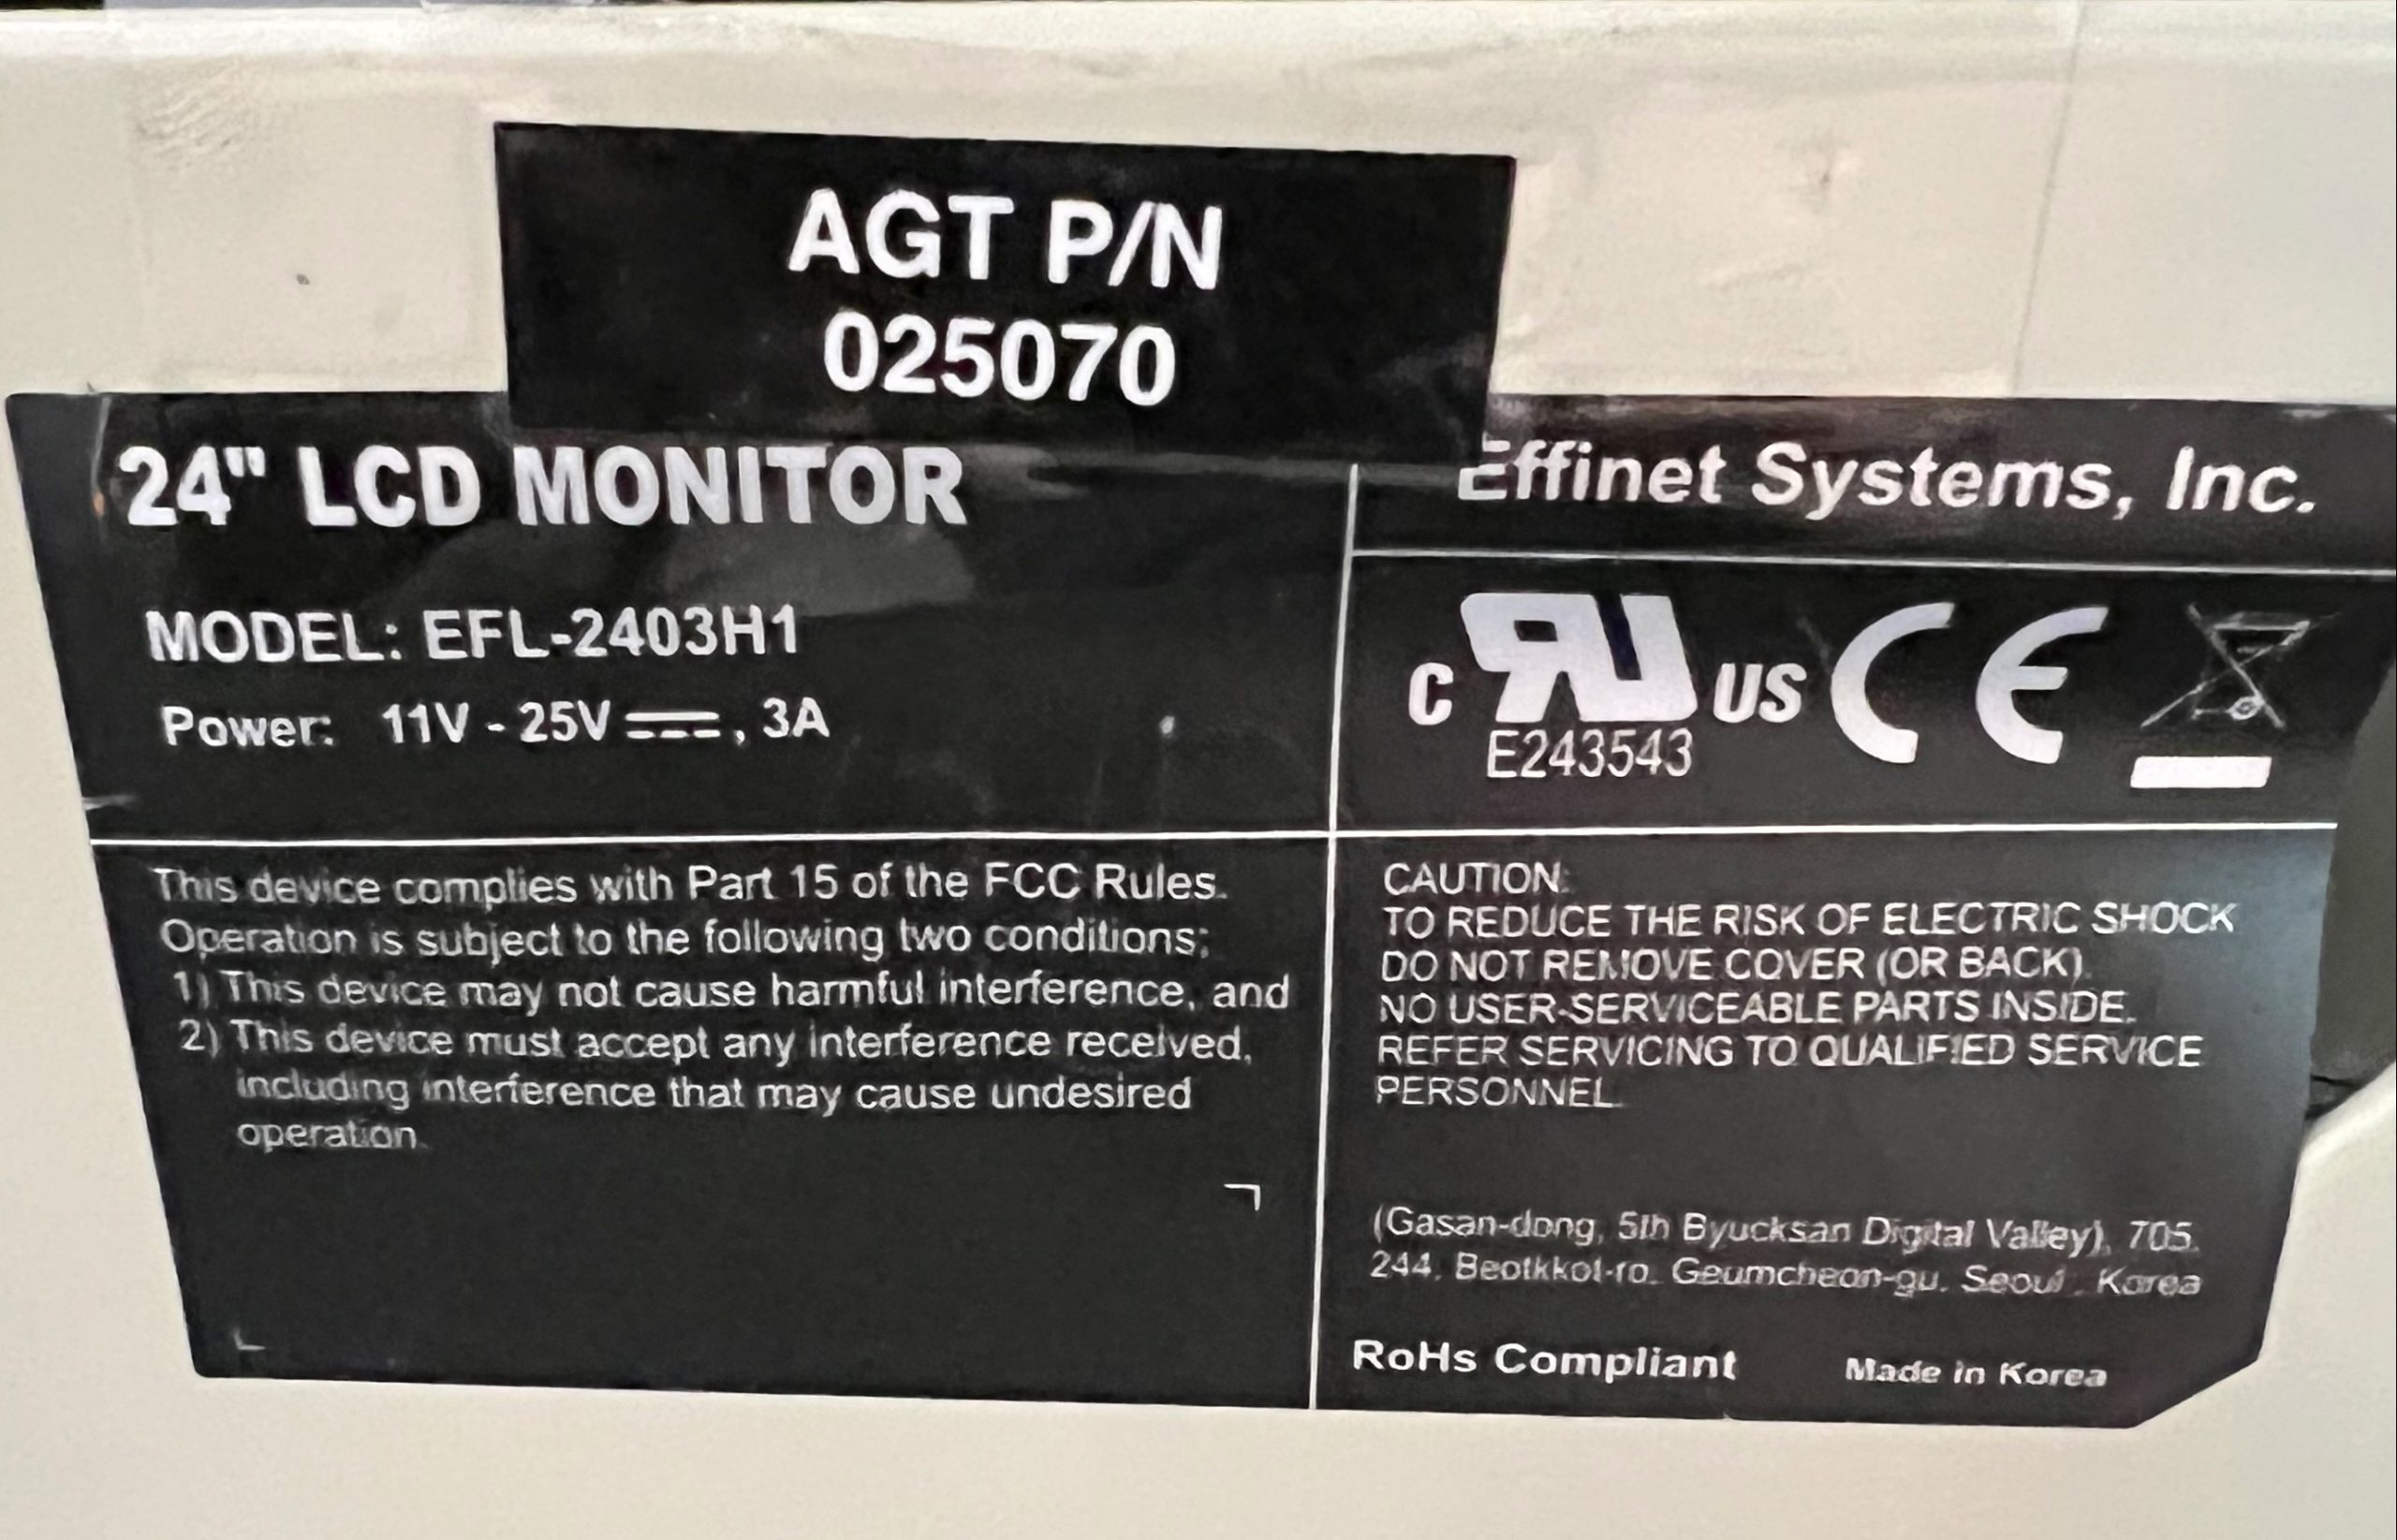 AGT P/N
025070
24" LCD MONITOR
MODEL: EFL-2403H1
Power: 11V - 25V ⎓, 3A
This device complies with Part 15 of the FCC Rules.
Operation is subject to the following two conditions:
1) This device may not cause harmful interference, and
2) This device must accept any interference received,
including interference that may cause undesired
operation.
Effinet Systems, Inc.
c RU US CE
E243543
CAUTION:
TO REDUCE THE RISK OF ELECTRIC SHOCK
DO NOT REMOVE COVER (OR BACK).
NO USER-SERVICEABLE PARTS INSIDE.
REFER SERVICING TO QUALIFIED SERVICE
PERSONNEL.
(Gasan-dong, 5th Byucksan Digital Valley), 705,
244, Beotkkot-ro, Geumcheon-gu, Seoul, Korea
RoHs Compliant Made in Korea